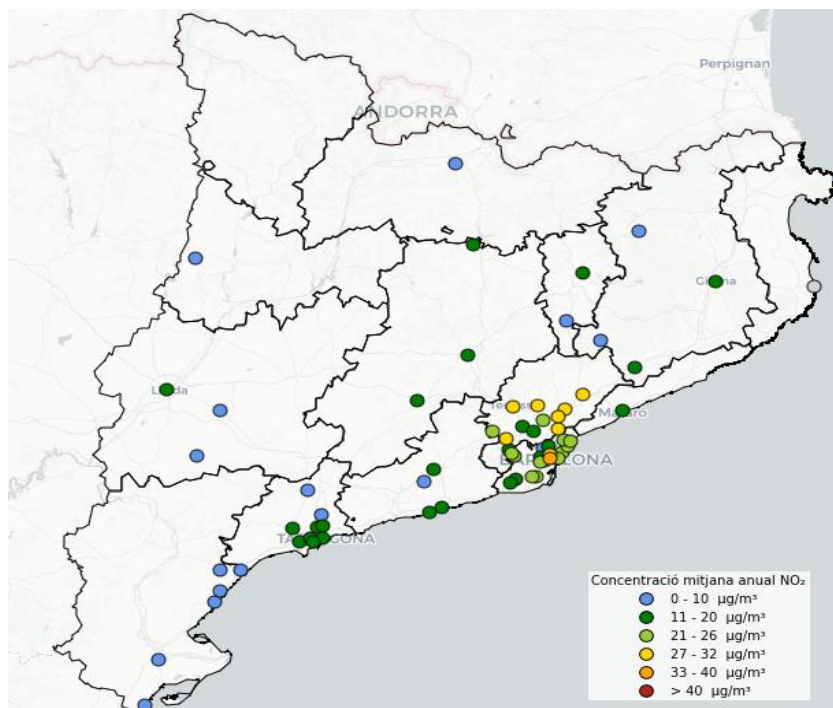 Perpignan
ANDORRA
Girona
Lleida
Terrassa
Mataró
BARCELONA
TARRAGONA
Concentració mitjana anual NO₂
0 - 10 µg/m³
11 - 20 µg/m³
21 - 26 µg/m³
27 - 32 µg/m³
33 - 40 µg/m³
> 40 µg/m³